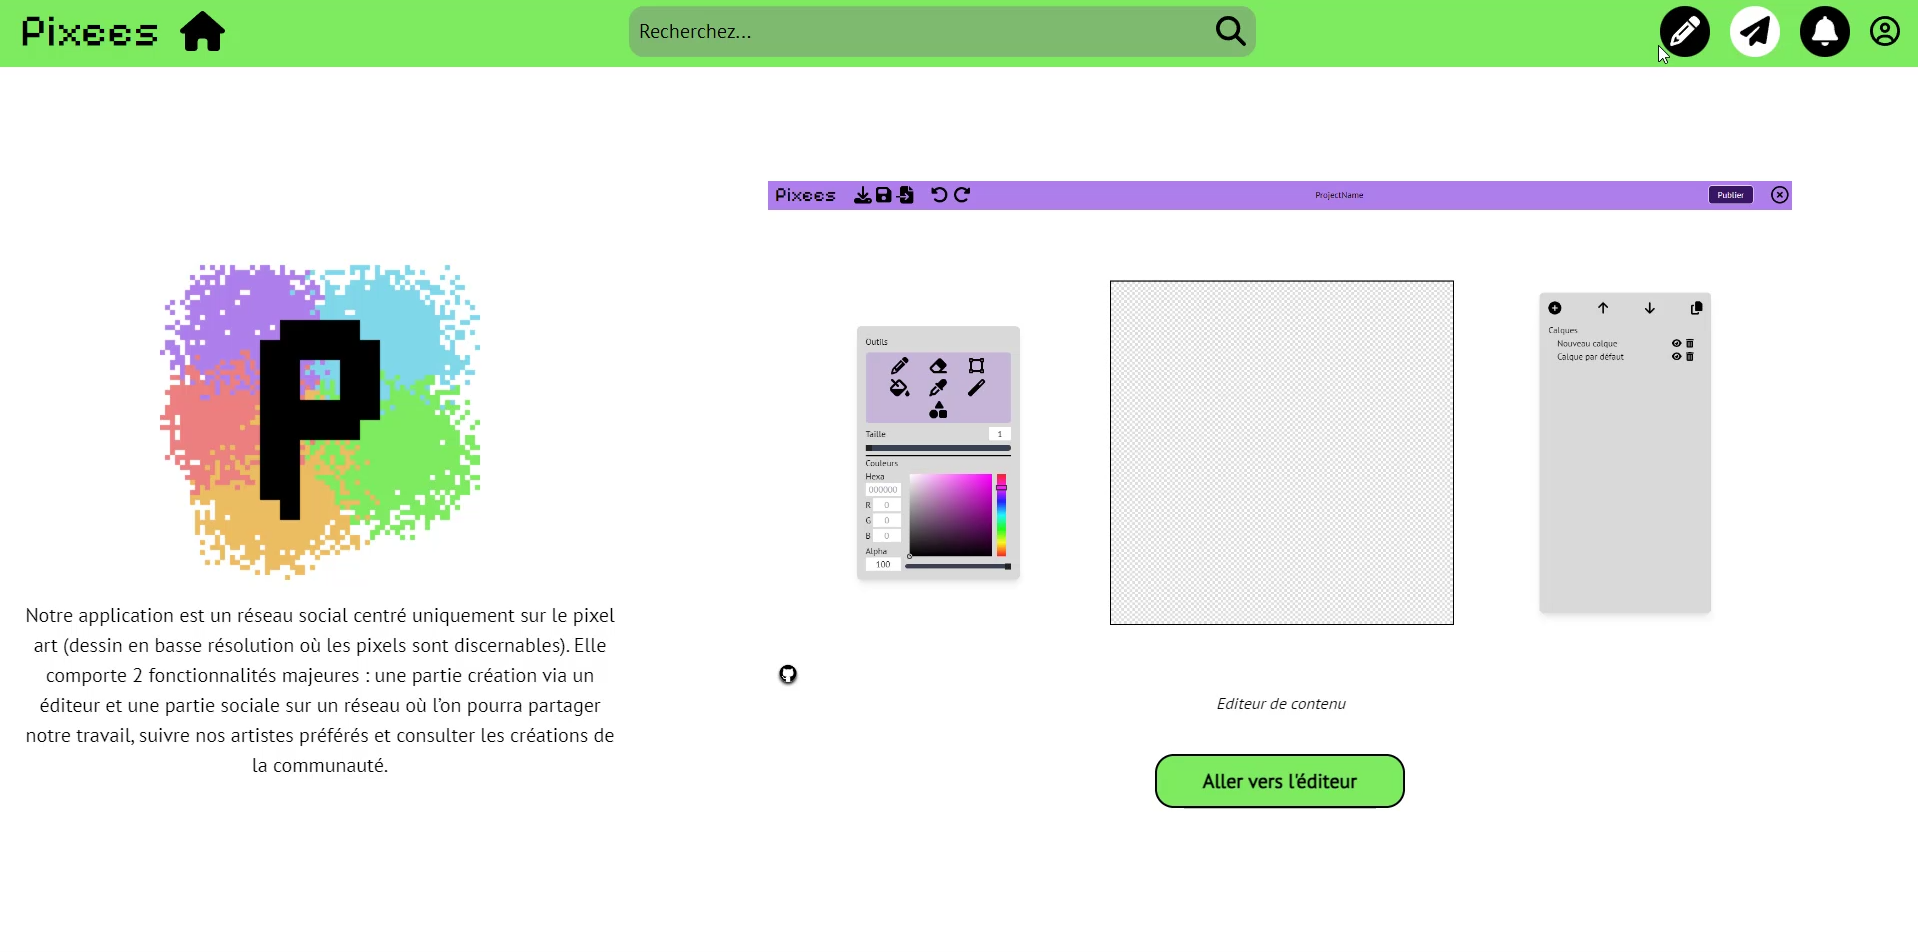 Pixees
Recherchez...
Pixees
ProjectName
Publier
Outils
Taille
1
Couleurs
Hexa
000000
R 0
G 0
B 0
Alpha
100
Calques
Nouveau calque
Calque par défaut
Notre application est un réseau social centré uniquement sur le pixel
art (dessin en basse résolution où les pixels sont discernables). Elle
comporte 2 fonctionnalités majeures : une partie création via un
éditeur et une partie sociale sur un réseau où l'on pourra partager
notre travail, suivre nos artistes préférés et consulter les créations de
la communauté.
Editeur de contenu
Aller vers l'éditeur